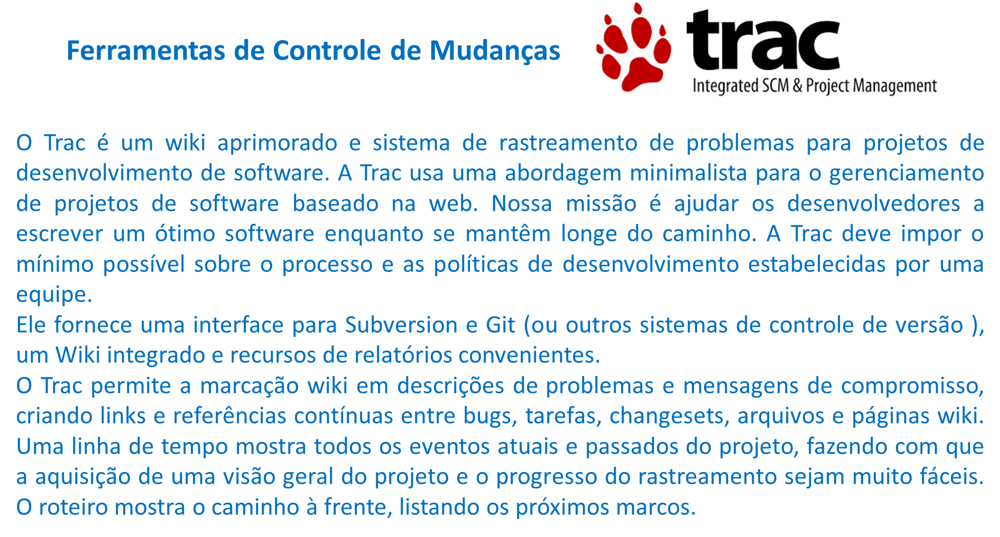 Ferramentas de Controle de Mudanças
trac
Integrated SCM & Project Management
O Trac é um wiki aprimorado e sistema de rastreamento de problemas para projetos de
desenvolvimento de software. A Trac usa uma abordagem minimalista para o gerenciamento
de projetos de software baseado na web. Nossa missão é ajudar os desenvolvedores a
escrever um ótimo software enquanto se mantêm longe do caminho. A Trac deve impor o
mínimo possível sobre o processo e as políticas de desenvolvimento estabelecidas por uma
equipe.
Ele fornece uma interface para Subversion e Git (ou outros sistemas de controle de versão ),
um Wiki integrado e recursos de relatórios convenientes.
O Trac permite a marcação wiki em descrições de problemas e mensagens de compromisso,
criando links e referências contínuas entre bugs, tarefas, changesets, arquivos e páginas wiki.
Uma linha de tempo mostra todos os eventos atuais e passados do projeto, fazendo com que
a aquisição de uma visão geral do projeto e o progresso do rastreamento sejam muito fáceis.
O roteiro mostra o caminho à frente, listando os próximos marcos.